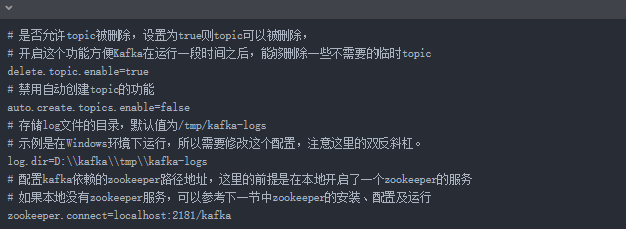 # 是否允许topic被删除，设置为true则topic可以被删除，
# 开启这个功能方便Kafka在运行一段时间之后，能够删除一些不需要的临时topic
delete.topic.enable=true
# 禁用自动创建topic的功能
auto.create.topics.enable=false
# 存储log文件的目录，默认值为/tmp/kafka-logs
# 示例是在Windows环境下运行，所以需要修改这个配置，注意这里的双反斜杠。
log.dir=D:\\kafka\\tmp\\kafka-logs
# 配置kafka依赖的zookeeper路径地址，这里的前提是在本地开启了一个zookeeper的服务
# 如果本地没有zookeeper服务，可以参考下一节中zookeeper的安装、配置及运行
zookeeper.connect=localhost:2181/kafka